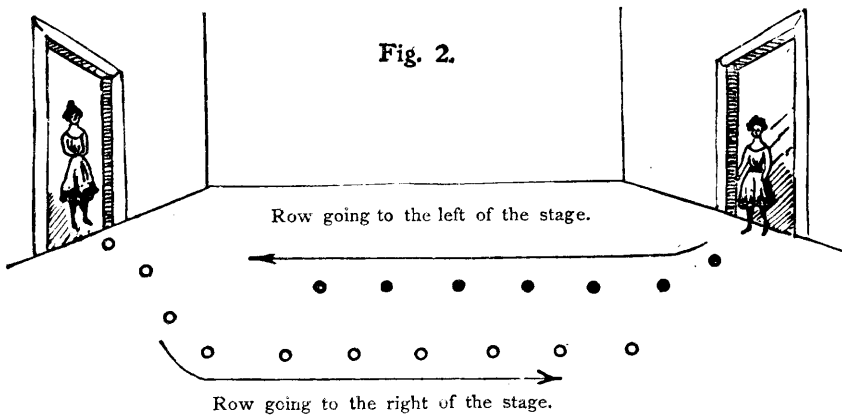 Fig. 2.
Row going to the left of the stage.
Row going to the right of the stage.